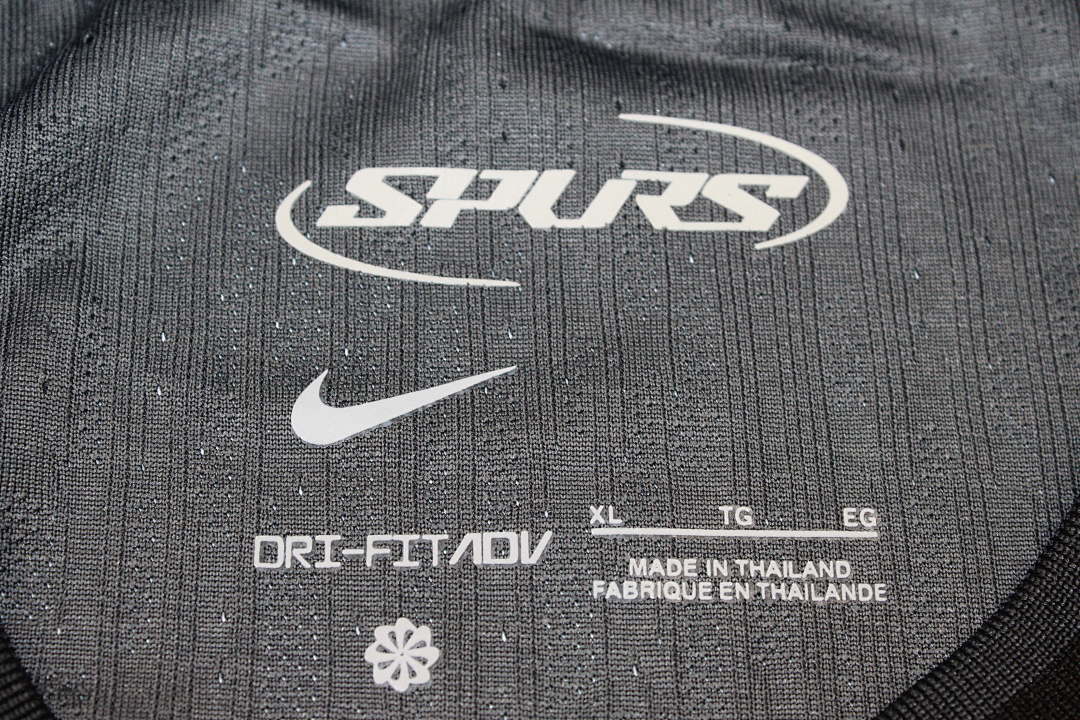 SPURS
DRI-FIT ADV
XL TG EG
MADE IN THAILAND
FABRIQUE EN THAILANDE